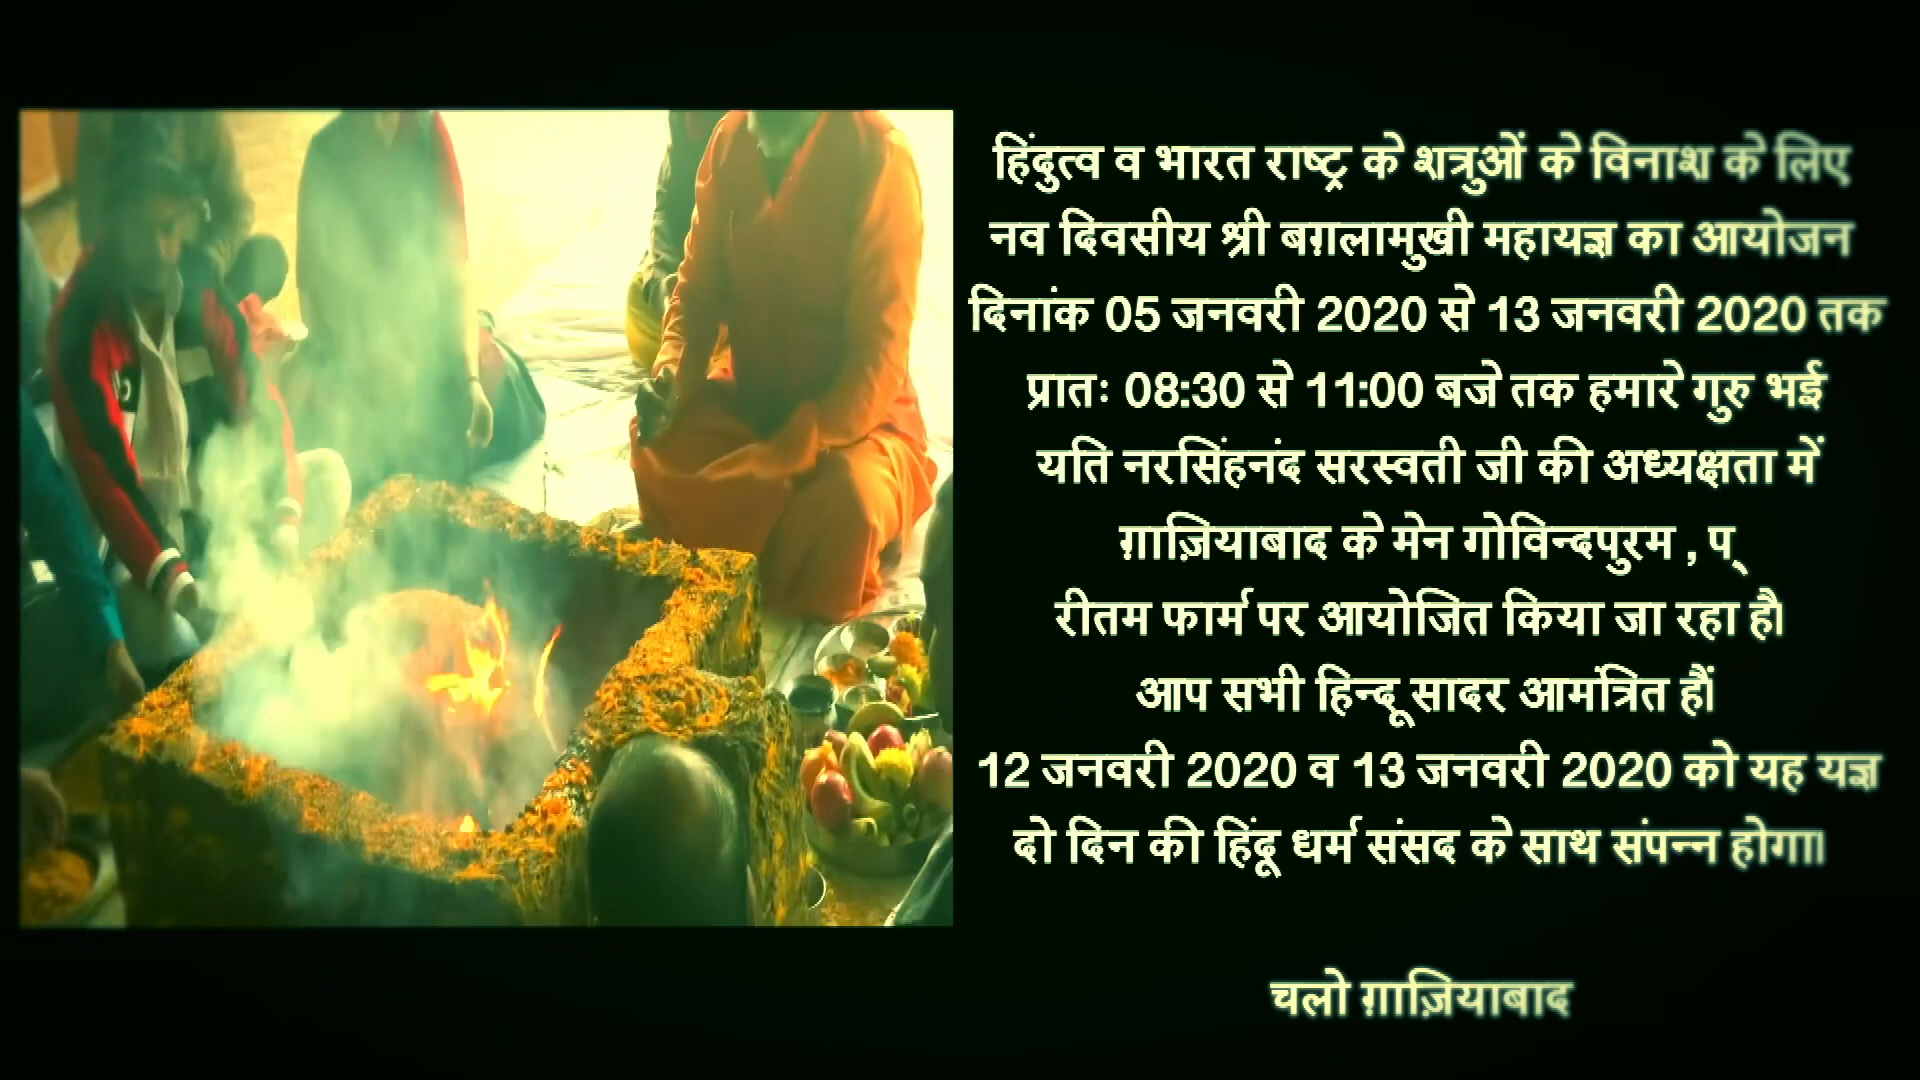 हिंदुत्व व भारत राष्ट्र के शत्रुओं के विनाश के लिए
नव दिवसीय श्री बग़लामुखी महायज्ञ का आयोजन
दिनांक 05 जनवरी 2020 से 13 जनवरी 2020 तक
प्रातः 08:30 से 11:00 बजे तक हमारे गुरु भई
यति नरसिंहनंद सरस्वती जी की अध्यक्षता में
ग़ाज़ियाबाद के मेन गोविन्दपुरम , प्
रीतम फार्म पर आयोजित किया जा रहा है।
आप सभी हिन्दू सादर आमंत्रित हैं।
12 जनवरी 2020 व 13 जनवरी 2020 को यह यज्ञ
दो दिन की हिंदू धर्म संसद के साथ संपन्न होगा।
चलो ग़ाज़ियाबाद